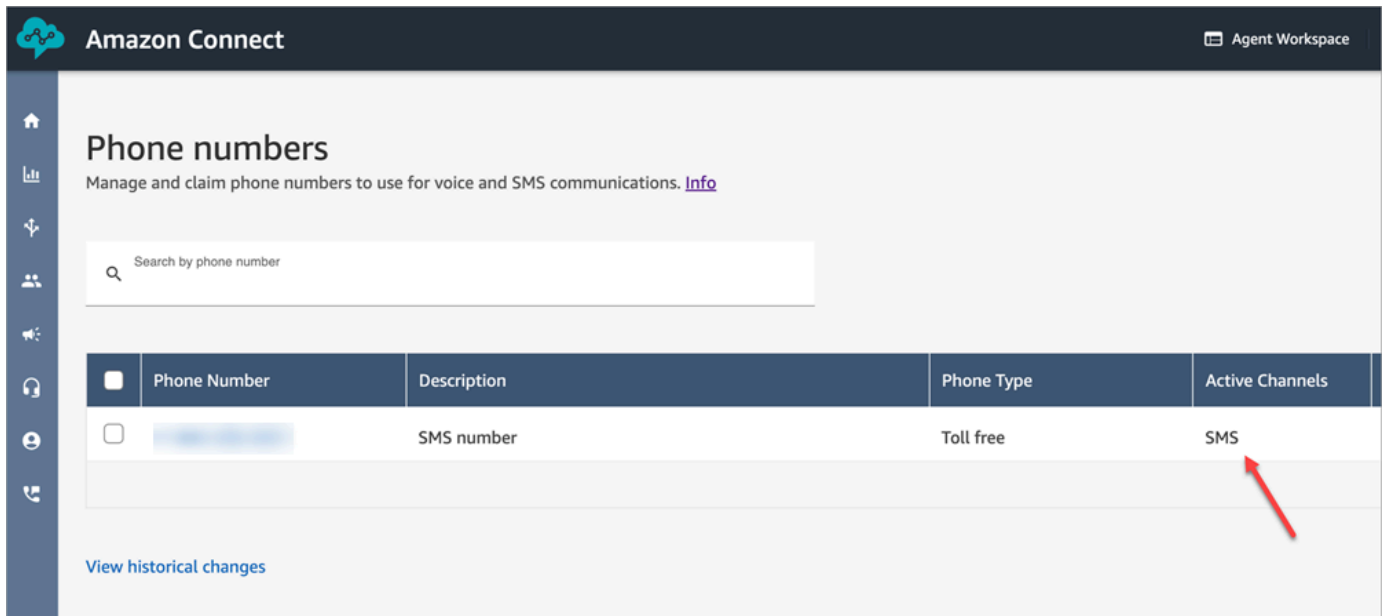 Amazon Connect
Agent Workspace
Phone numbers
Manage and claim phone numbers to use for voice and SMS communications. Info
Search by phone number
Phone Number Description Phone Type Active Channels
SMS number Toll free SMS
View historical changes